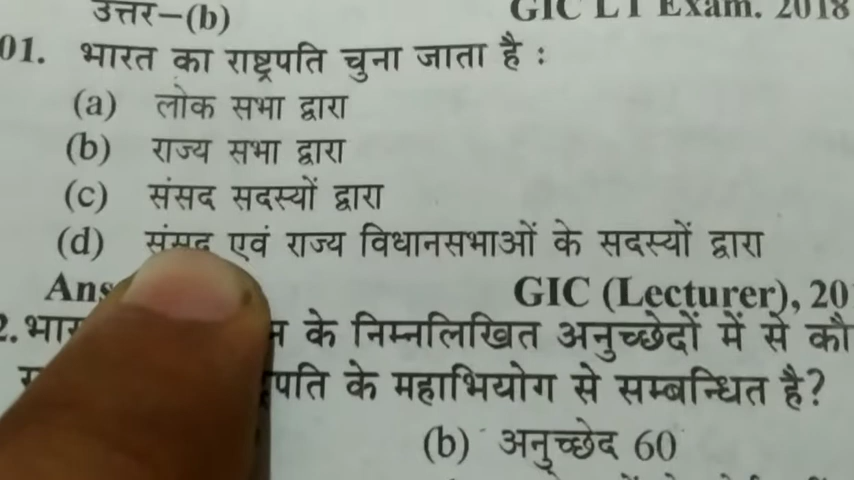 उत्तर–(b) GIC LT Exam. 2018
01. भारत का राष्ट्रपति चुना जाता है :
(a) लोक सभा द्वारा
(b) राज्य सभा द्वारा
(c) संसद सदस्यों द्वारा
(d) संसद एवं राज्य विधानसभाओं के सदस्यों द्वारा
GIC (Lecturer), 20
के निम्नलिखित अनुच्छेदों में से
के महाभियोग से सम्बन्धित है?
(b) अनुच्छेद 60